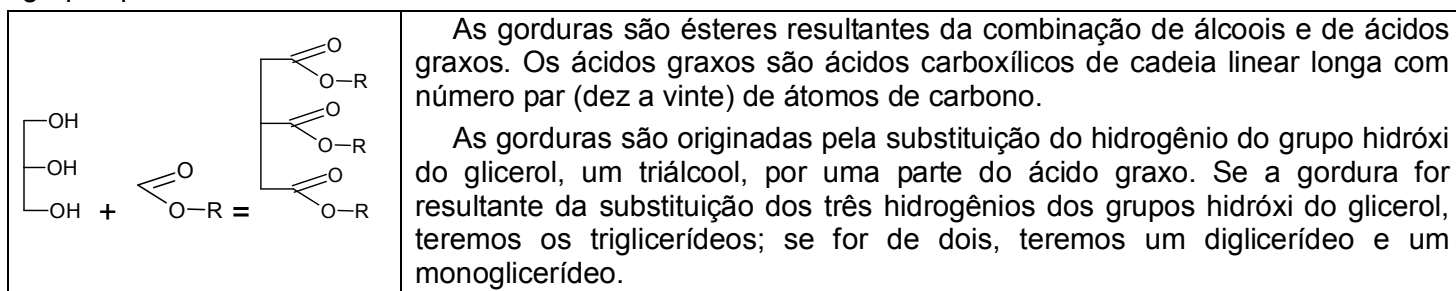 OH
OH
OH
+
O
O–R
=
O
O–R
O
O–R
O
O–R
As gorduras são ésteres resultantes da combinação de álcoois e de ácidos
graxos. Os ácidos graxos são ácidos carboxílicos de cadeia linear longa com
número par (dez a vinte) de átomos de carbono.
As gorduras são originadas pela substituição do hidrogênio do grupo hidróxi
do glicerol, um triálcool, por uma parte do ácido graxo. Se a gordura for
resultante da substituição dos três hidrogênios dos grupos hidróxi do glicerol,
teremos os triglicerídeos; se for de dois, teremos um diglicerídeo e um
monoglicerídeo.